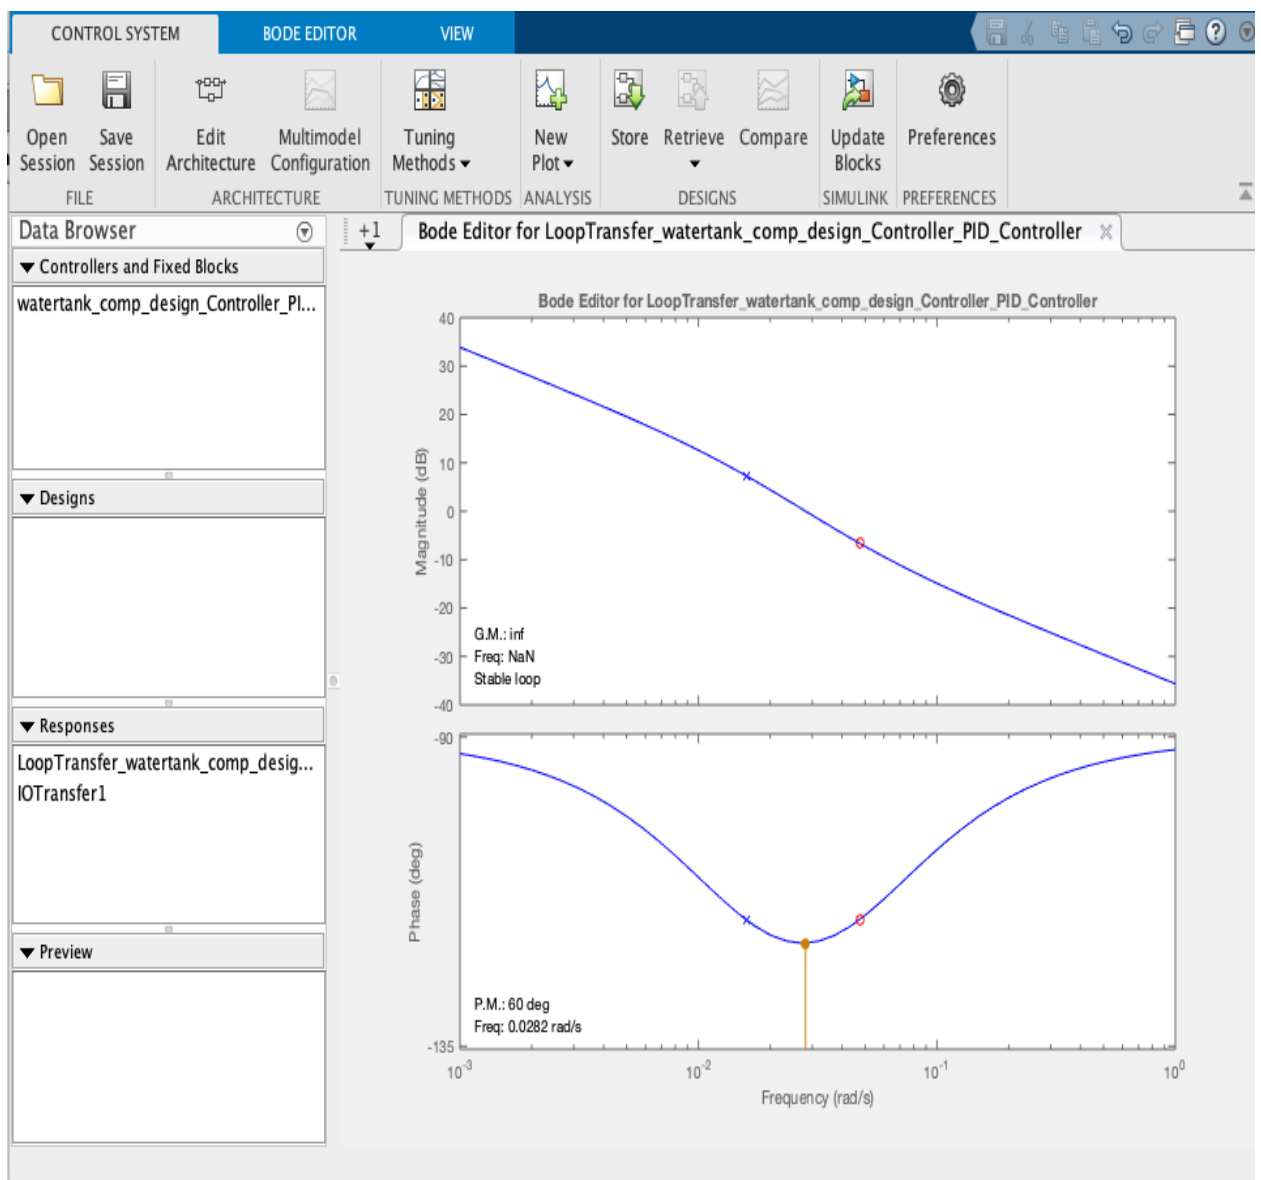 CONTROL SYSTEM BODE EDITOR VIEW
Open Session
Save Session
Edit Architecture
Multimodel Configuration
Tuning Methods
New Plot
Store
Retrieve
Compare
Update Blocks
Preferences
FILE ARCHITECTURE TUNING METHODS ANALYSIS DESIGNS SIMULINK PREFERENCES
Data Browser
Controllers and Fixed Blocks
watertank_comp_design_Controller_PI...
Designs
Responses
LoopTransfer_watertank_comp_desig...
IOTransfer1
Preview
+1
Bode Editor for LoopTransfer_watertank_comp_design_Controller_PID_Controller
Bode Editor for LoopTransfer_watertank_comp_design_Controller_PID_Controller
Magnitude (dB)
40
30
20
10
0
-10
-20
-30
-40
G.M.: inf
Freq: NaN
Stable loop
Phase (deg)
-90
-135
P.M.: 60 deg
Freq: 0.0282 rad/s
10^-3 10^-2 10^-1 10^0
Frequency (rad/s)